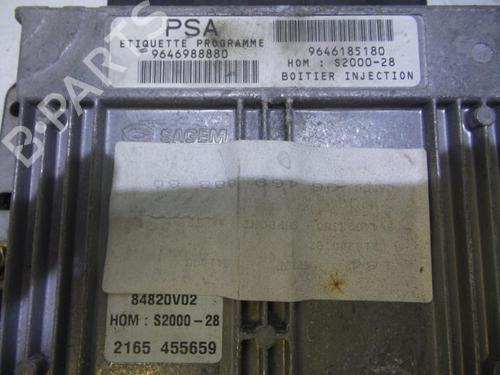 PSA
ETIQUETTE PROGRAMME
9646988880
9646185180
HOM : S2000-28
BOITIER INJECTION
SAGEM
84820V02
HOM : S2000-28
2165 455659
B-PARTS